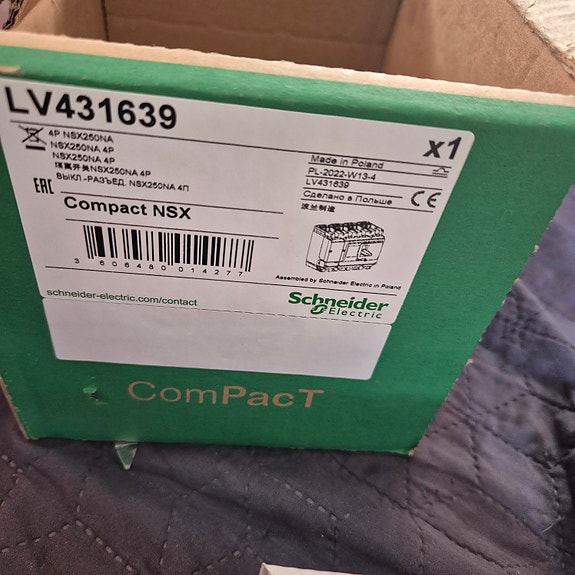 LV431639
x1
4P NSX250NA
NSX250NA 4P
NSX250NA 4P
隔离开关NSX250NA 4P
ВЫКЛ.-РАЗЪЕД. NSX250NA 4П
Made in Poland
PL-2022-W13-4
LV431639
Сделано в Польше
波兰制造
EAC
CE
Compact NSX
3 606480 014277
Assembled by Schneider Electric in Poland
schneider-electric.com/contact
Schneider
Electric
ComPacT